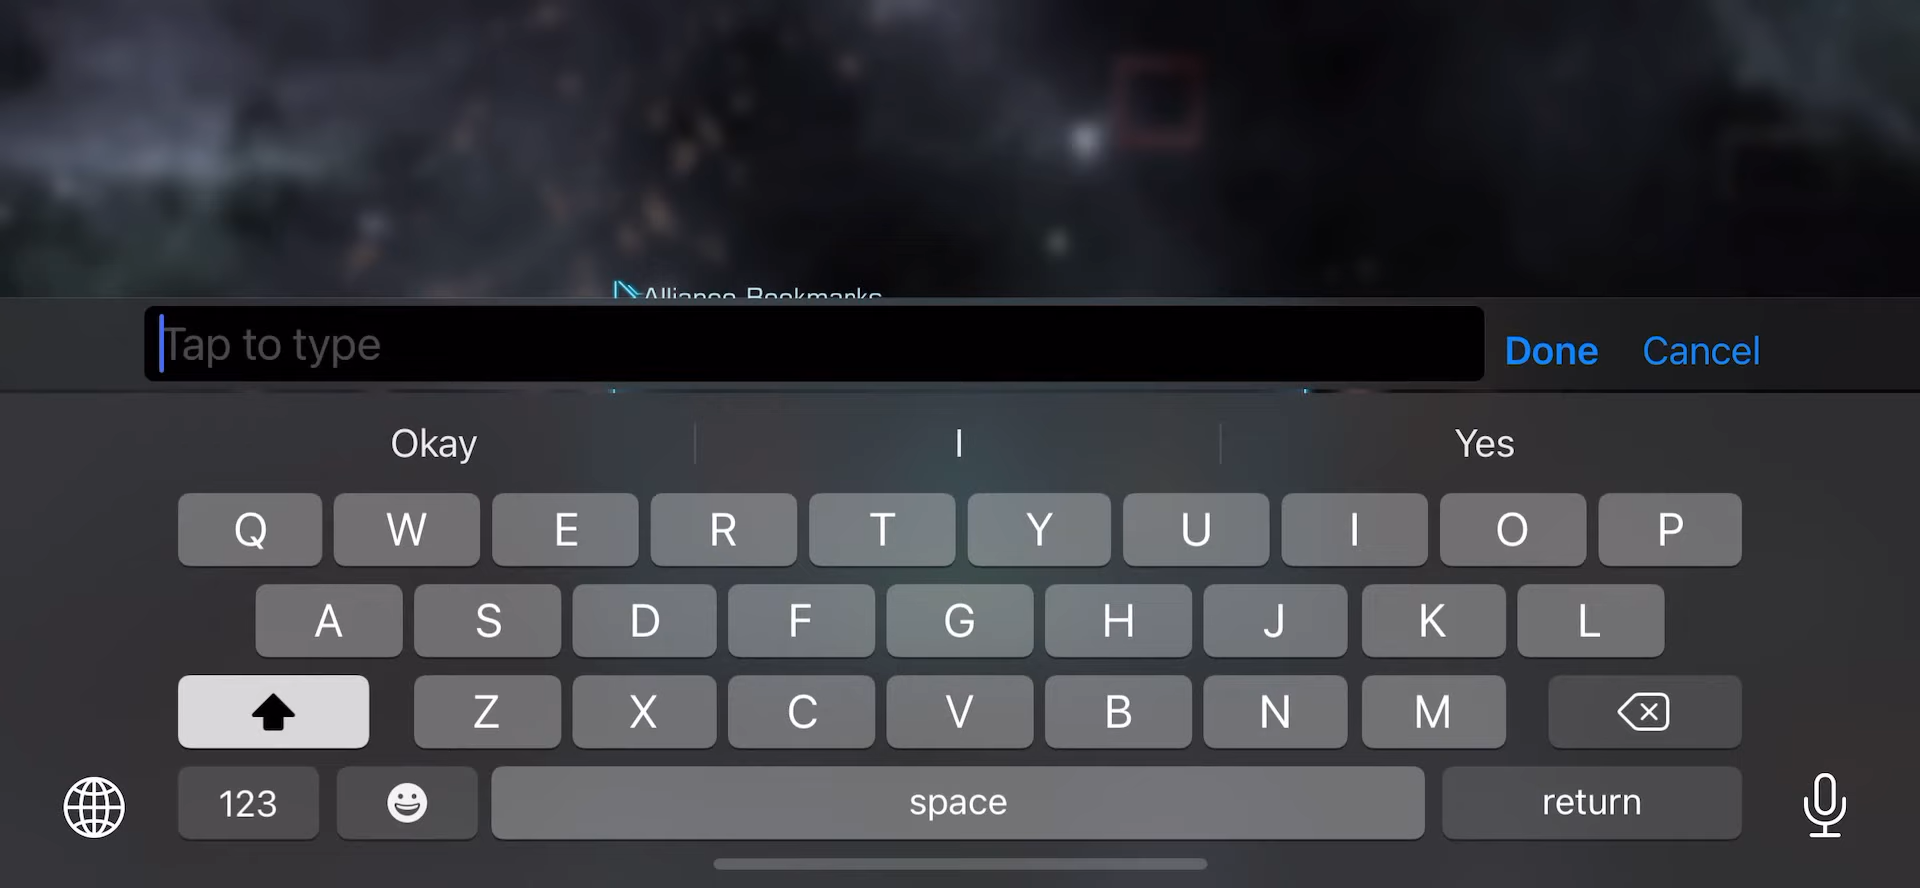 Alliance Bookmarks
Tap to type
Done Cancel
Okay I Yes
Q W E R T Y U I O P
A S D F G H J K L
Z X C V B N M
123 space return